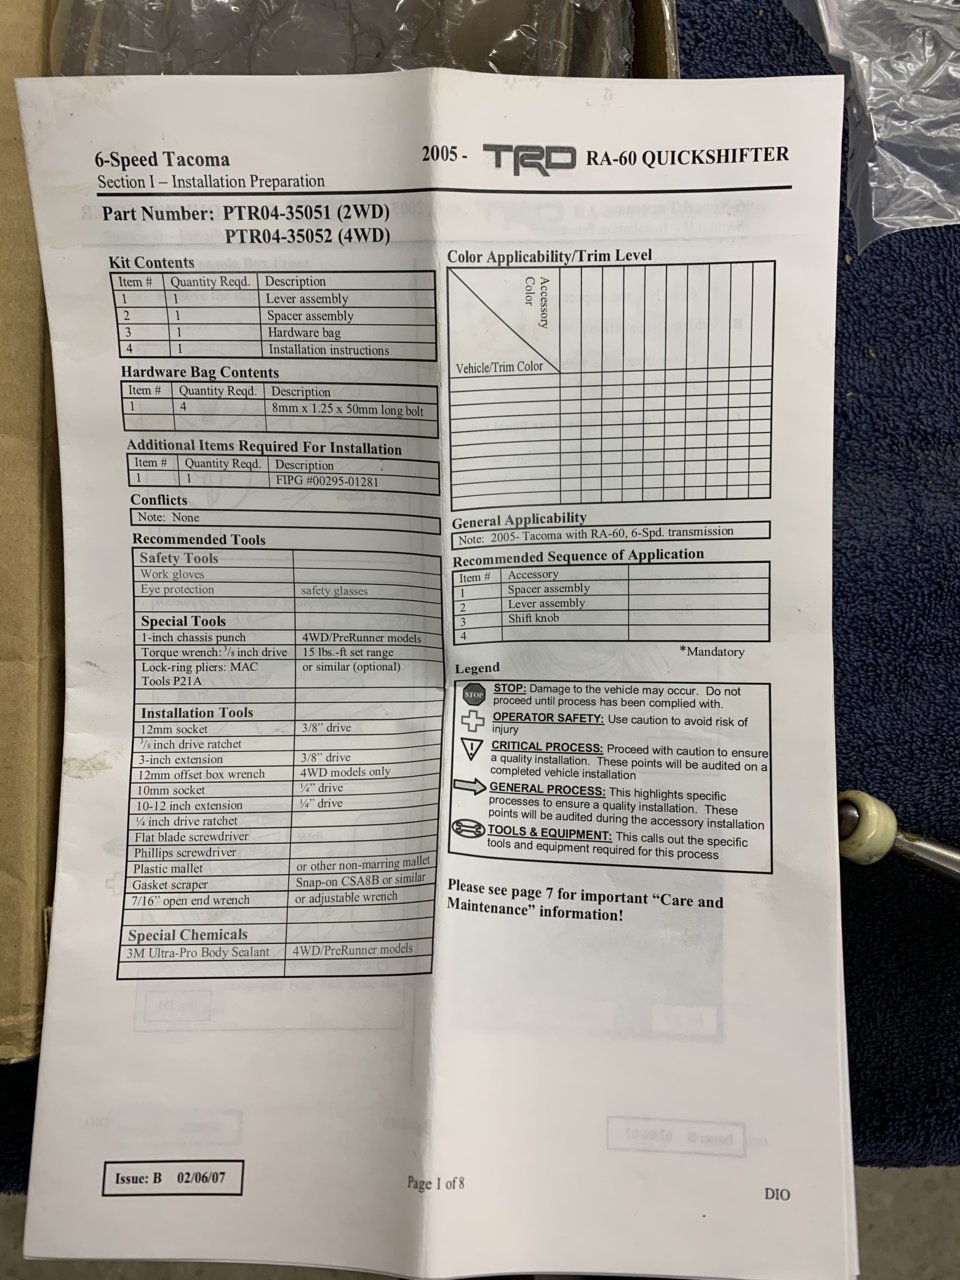 6-Speed Tacoma
2005 - TRD RA-60 QUICKSHIFTER
Section I – Installation Preparation
Part Number: PTR04-35051 (2WD)
PTR04-35052 (4WD)
Kit Contents
Item # Quantity Reqd. Description
1 1 Lever assembly
2 1 Spacer assembly
3 1 Hardware bag
4 1 Installation instructions
Hardware Bag Contents
Item # Quantity Reqd. Description
1 4 8mm x 1.25 x 50mm long bolt
Additional Items Required For Installation
Item # Quantity Reqd. Description
1 1 FIPG #00295-01281
Conflicts
Note: None
Recommended Tools
Safety Tools
Work gloves
Eye protection safety glasses
Special Tools
1-inch chassis punch 4WD/PreRunner models
Torque wrench: 3/8 inch drive 15 lbs.-ft set range
Lock-ring pliers: MAC or similar (optional)
Tools P21A
Installation Tools
12mm socket 3/8" drive
3/8 inch drive ratchet
3-inch extension 3/8" drive
12mm offset box wrench 4WD models only
10mm socket ¼" drive
10-12 inch extension ¼" drive
¼ inch drive ratchet
Flat blade screwdriver
Phillips screwdriver
Plastic mallet or other non-marring mallet
Gasket scraper Snap-on CSA8B or similar
7/16" open end wrench or adjustable wrench
Special Chemicals
3M Ultra-Pro Body Sealant 4WD/PreRunner models
Color Applicability/Trim Level
Accessory
Color
Vehicle/Trim Color
General Applicability
Note: 2005- Tacoma with RA-60, 6-Spd. transmission
Recommended Sequence of Application
Item # Accessory
1 Spacer assembly
2 Lever assembly
3 Shift knob
4
*Mandatory
Legend
STOP STOP: Damage to the vehicle may occur. Do not
proceed until process has been complied with.
OPERATOR SAFETY: Use caution to avoid risk of
injury
CRITICAL PROCESS: Proceed with caution to ensure
a quality installation. These points will be audited on a
completed vehicle installation
GENERAL PROCESS: This highlights specific
processes to ensure a quality installation. These
points will be audited during the accessory installation
TOOLS & EQUIPMENT: This calls out the specific
tools and equipment required for this process
Please see page 7 for important “Care and
Maintenance” information!
Issue: B 02/06/07
Page 1 of 8
DIO